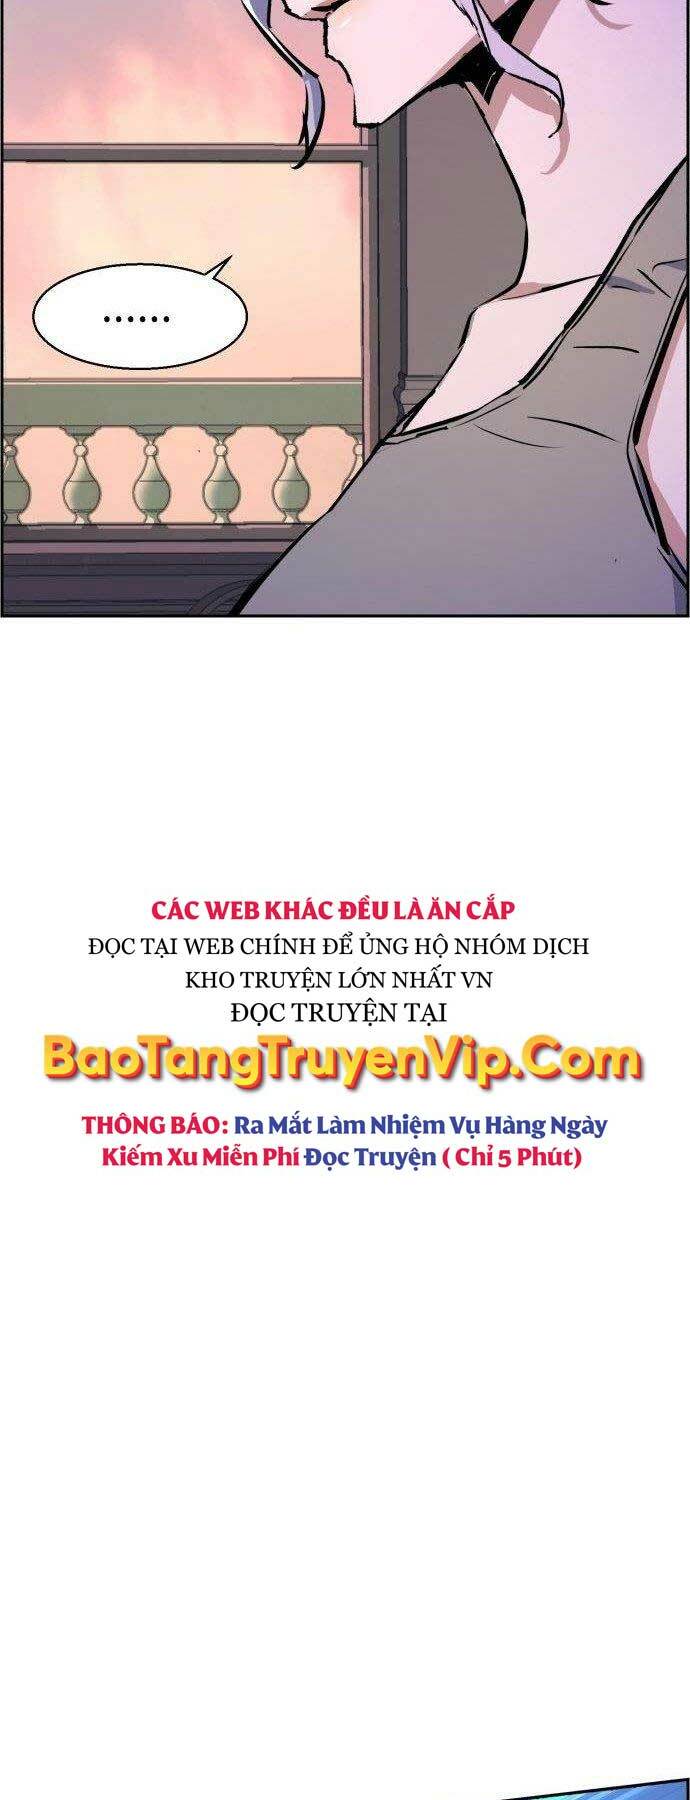 ......
CÁC WEB KHÁC ĐỀU LÀ ĂN CẮP
ĐỌC TẠI WEB CHÍNH ĐỂ ỦNG HỘ NHÓM DỊCH
KHO TRUYỆN LỚN NHẤT VN
ĐỌC TRUYỆN TẠI
BaoTangTruyenVip.Com
THÔNG BÁO: Ra Mắt Làm Nhiệm Vụ Hàng Ngày
Kiếm Xu Miễn Phí Đọc Truyện ( Chỉ 5 Phút)